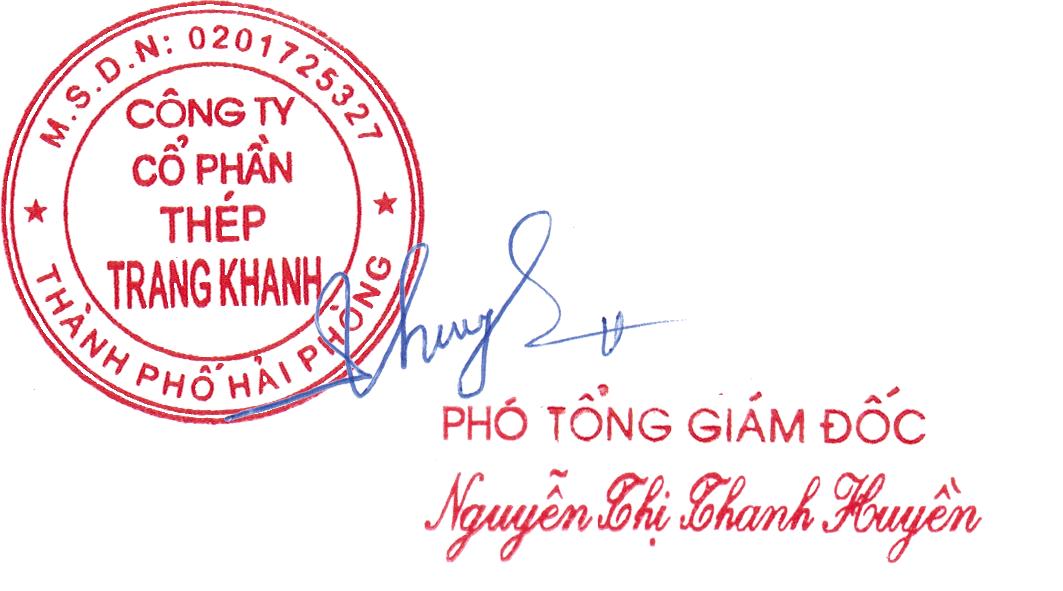 M.S.D.N: 0201725327
CÔNG TY
CỔ PHẦN
THÉP
TRANG KHANH
THÀNH PHỐ HẢI PHÒNG
PHÓ TỔNG GIÁM ĐỐC
Nguyễn Thị Thanh Huyền